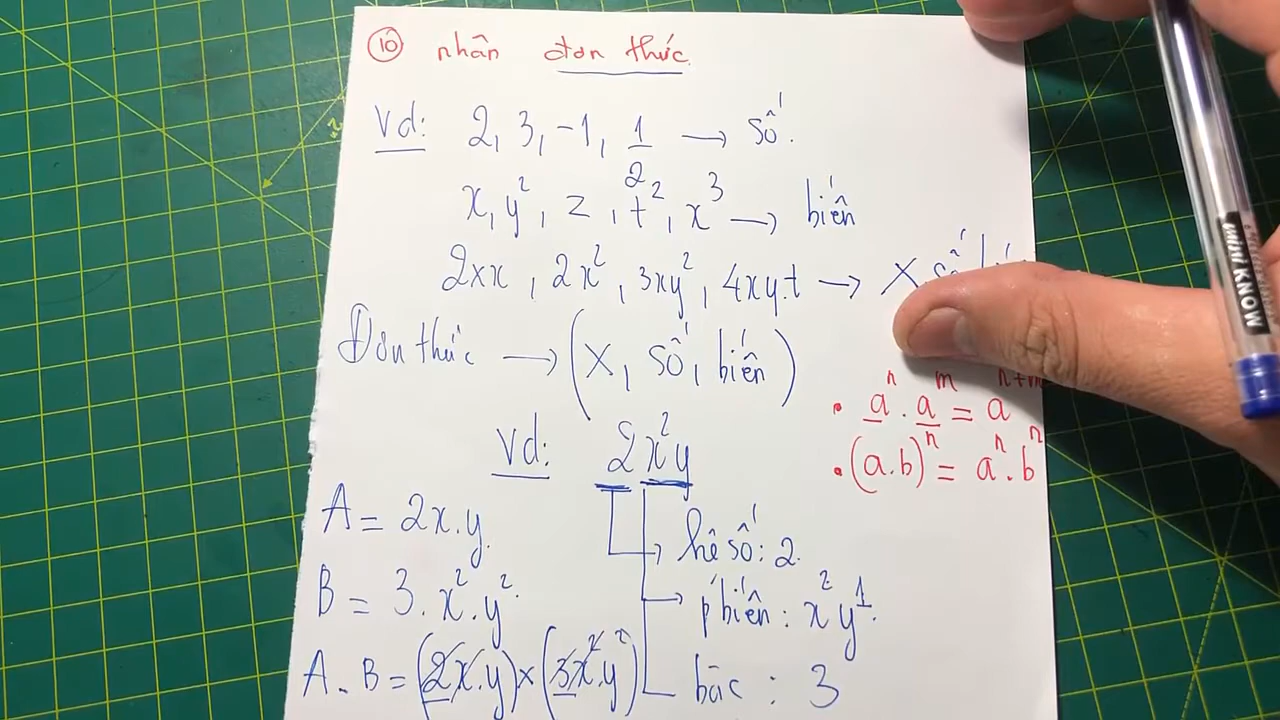 10 nhân đơn thức
Vd: 2, 3, -1, 1/2 → số.
x, y², z, t², x³ → biến
2xx, 2x², 3xy², 4xy.t → X
Đơn thức → (X, số, biến)
• aⁿ . aᵐ = aⁿ⁺ᵐ
• (a.b)ⁿ = aⁿ . bⁿ
Vd: 2x²y
A = 2x.y.
→ hệ số: 2.
B = 3.x².y².
→ p biến: x²y¹.
A . B = (2x.y)×(3x².y²)
bậc : 3
MITSU KNOW